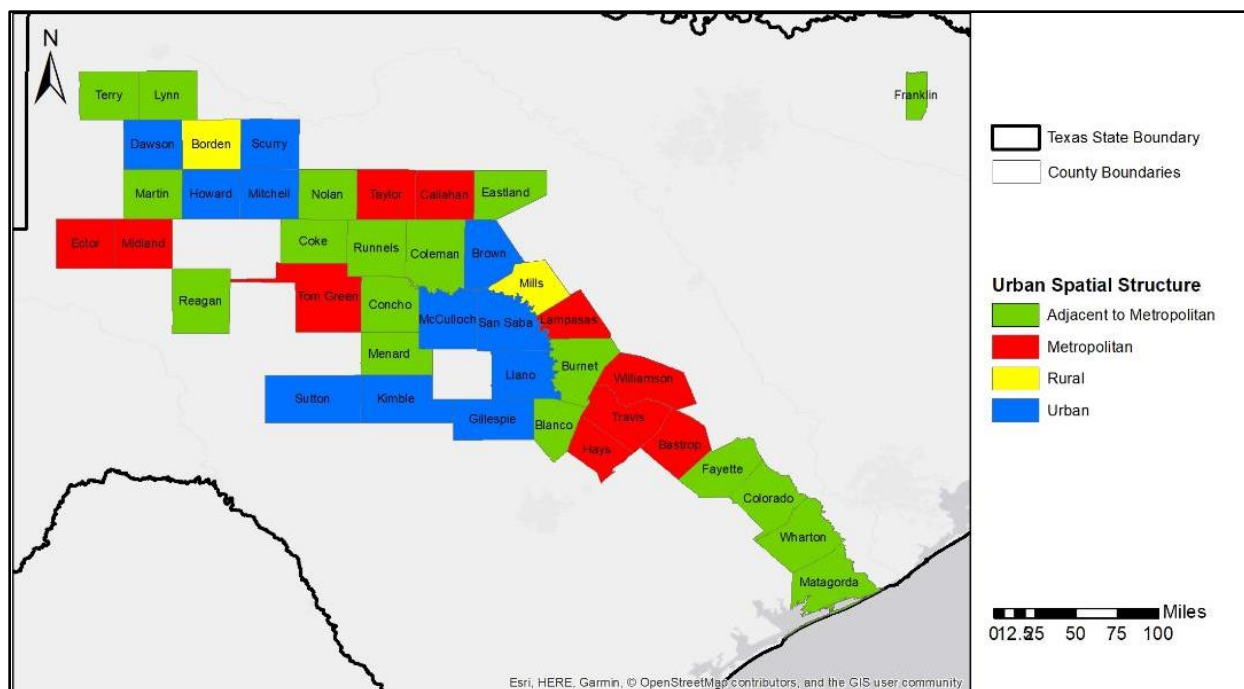 N
Terry
Lynn
Franklin
Dawson
Borden
Scurry
Martin
Howard
Mitchell
Nolan
Taylor
Callahan
Eastland
Ector
Midland
Coke
Runnels
Coleman
Brown
Reagan
Tom Green
Concho
McCulloch
San Saba
Mills
Lampasas
Menard
Llano
Burnet
Williamson
Sutton
Kimble
Gillespie
Blanco
Travis
Hays
Bastrop
Fayette
Colorado
Wharton
Matagorda
Texas State Boundary
County Boundaries
Urban Spatial Structure
Adjacent to Metropolitan
Metropolitan
Rural
Urban
Miles
012.525 50 75 100
Esri, HERE, Garmin, © OpenStreetMap contributors, and the GIS user community